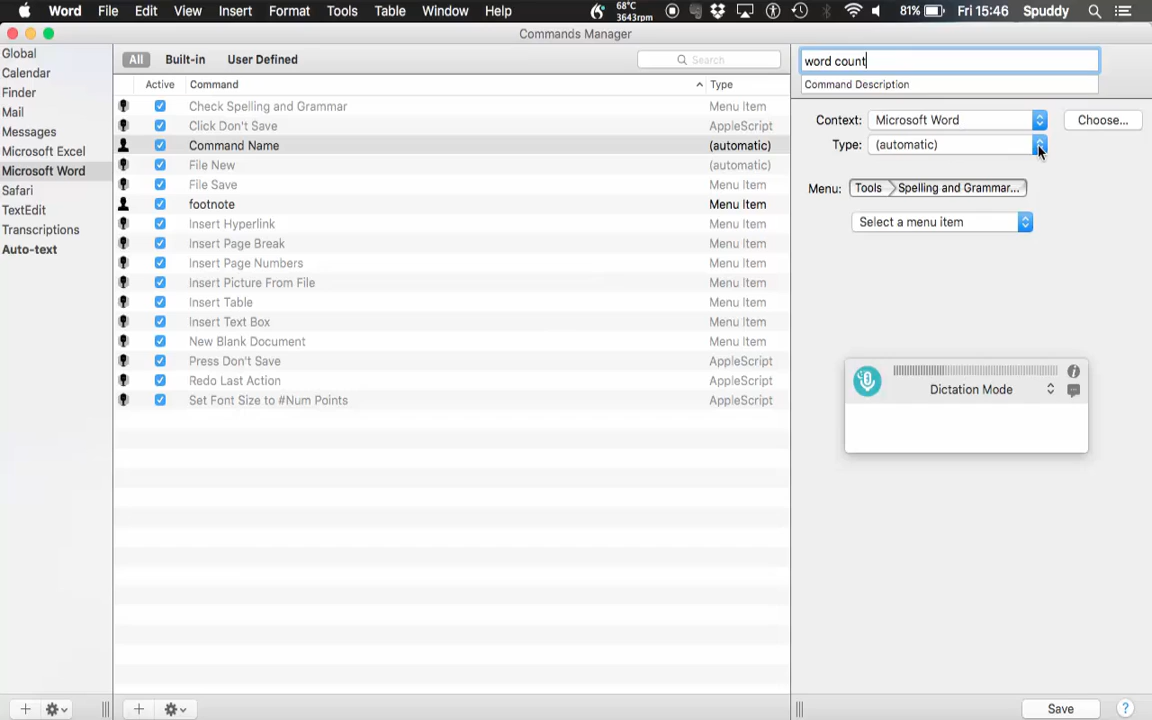 Word File Edit View Insert Format Tools Table Window Help 68°C 3643rpm 81% Fri 15:46 Spuddy
Commands Manager
Global
Calendar
Finder
Mail
Messages
Microsoft Excel
Microsoft Word
Safari
TextEdit
Transcriptions
Auto-text
All Built-in User Defined Search
Active Command Type
Check Spelling and Grammar Menu Item
Click Don't Save AppleScript
Command Name (automatic)
File New (automatic)
File Save Menu Item
footnote Menu Item
Insert Hyperlink Menu Item
Insert Page Break Menu Item
Insert Page Numbers Menu Item
Insert Picture From File Menu Item
Insert Table Menu Item
Insert Text Box Menu Item
New Blank Document Menu Item
Press Don't Save AppleScript
Redo Last Action AppleScript
Set Font Size to #Num Points AppleScript
word count
Command Description
Context: Microsoft Word Choose...
Type: (automatic)
Menu: Tools Spelling and Grammar...
Select a menu item
Dictation Mode
Save ?